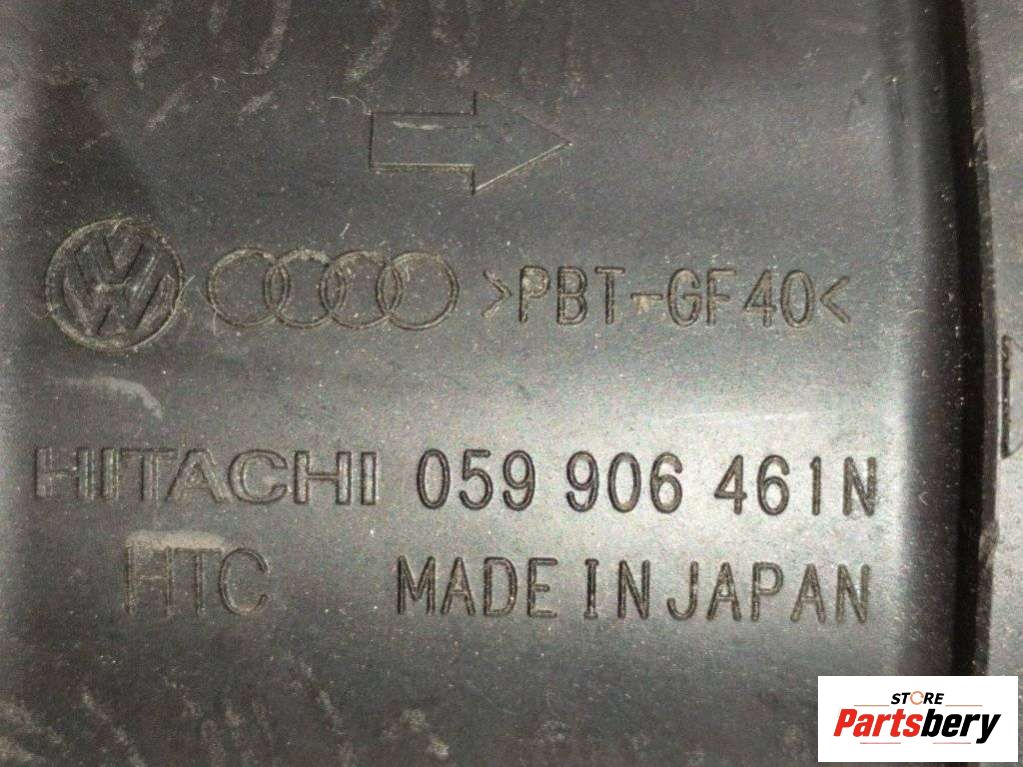 >PBT-GF40<
HITACHI 059 906 461N
HTC MADE IN JAPAN
STORE
Partsbery